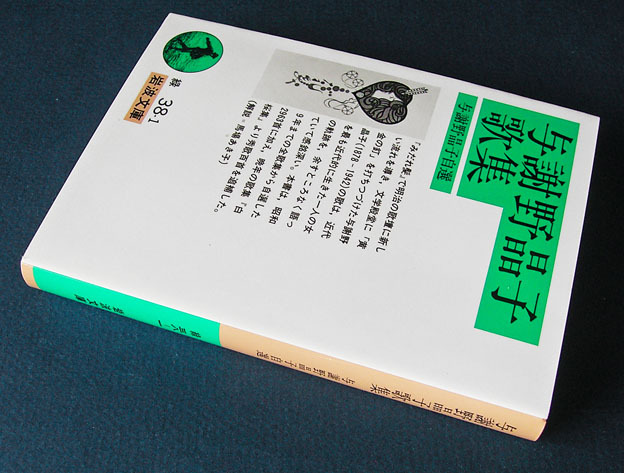 与謝野晶子
歌集
与謝野晶子自選
『みだれ髪』で明治の歌壇に新し
い流れを導き,文学殿堂に「黄
金の釘」を打ちつづけた与謝野
晶子(1878-1942)の歌は,近代
を最も近代的に生きた一人の女
の軌跡を,余すところなく語っ
ていて感銘深い.本書は,昭和
9年までの全歌集から自選した
2963首に加え,晩年の歌集『白
桜集』より秀歌百首を追補した.
(解説=馬場あき子)
緑 38 1
岩波文庫
与謝野晶子歌集 与謝野晶子自選
緑 三八-一
岩波文庫